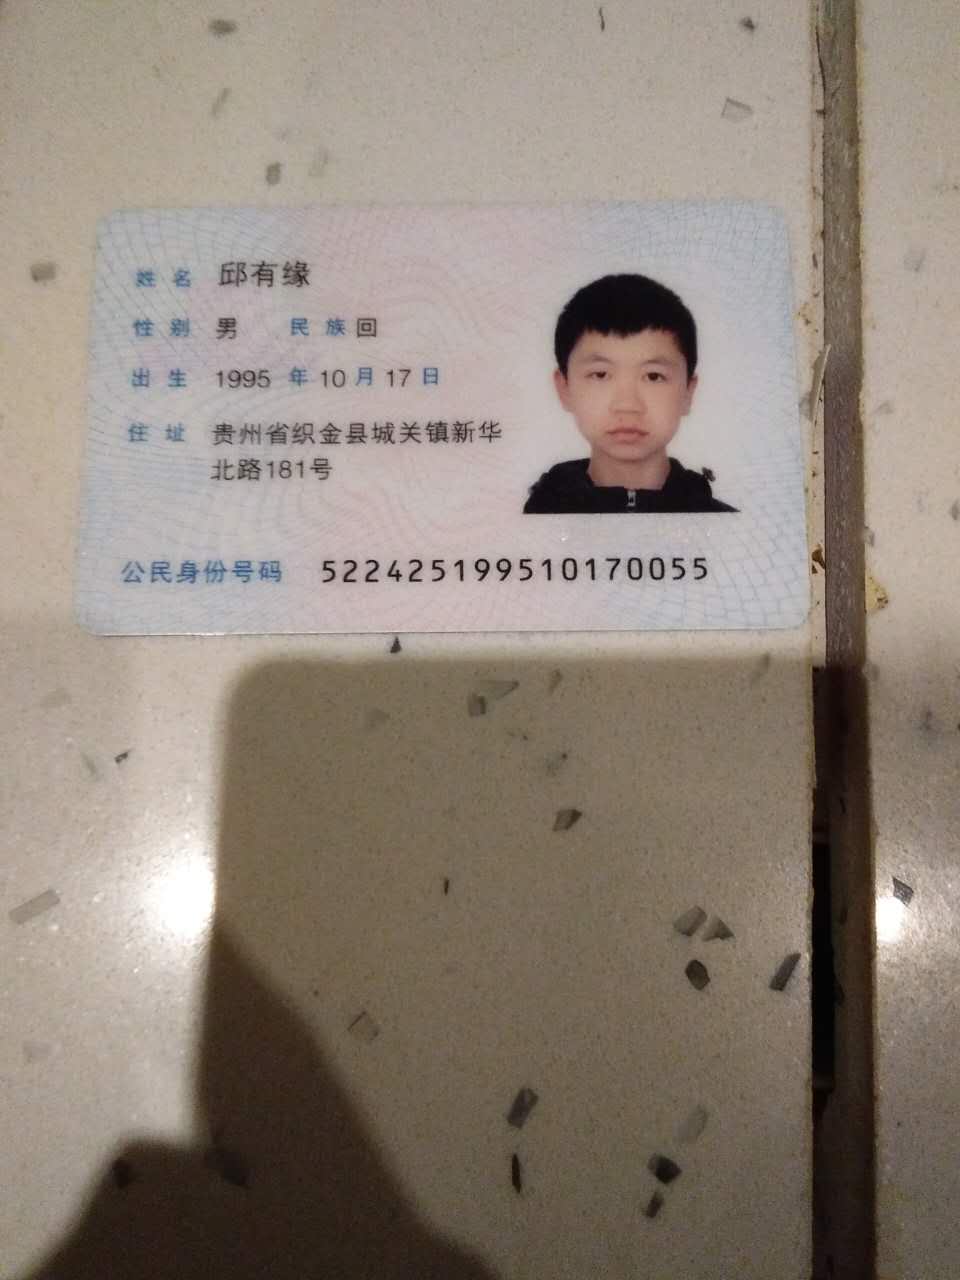 姓名 邱有缘
性别 男 民族 回
出生 1995 年 10 月 17 日
住址 贵州省织金县城关镇新华
北路181号
公民身份号码 522425199510170055